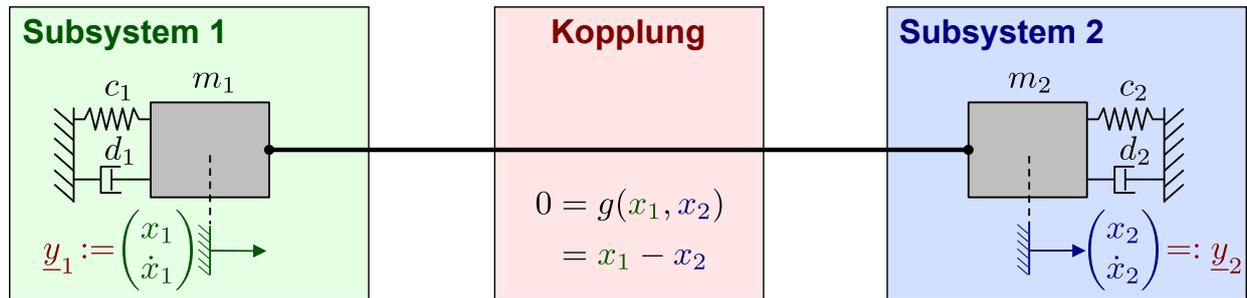 Subsystem 1
m₁
c₁
d₁
y₁ := (x₁ ẋ₁)
Kopplung
0 = g(x₁, x₂)
= x₁ − x₂
Subsystem 2
m₂
c₂
d₂
(x₂ ẋ₂) =: y₂